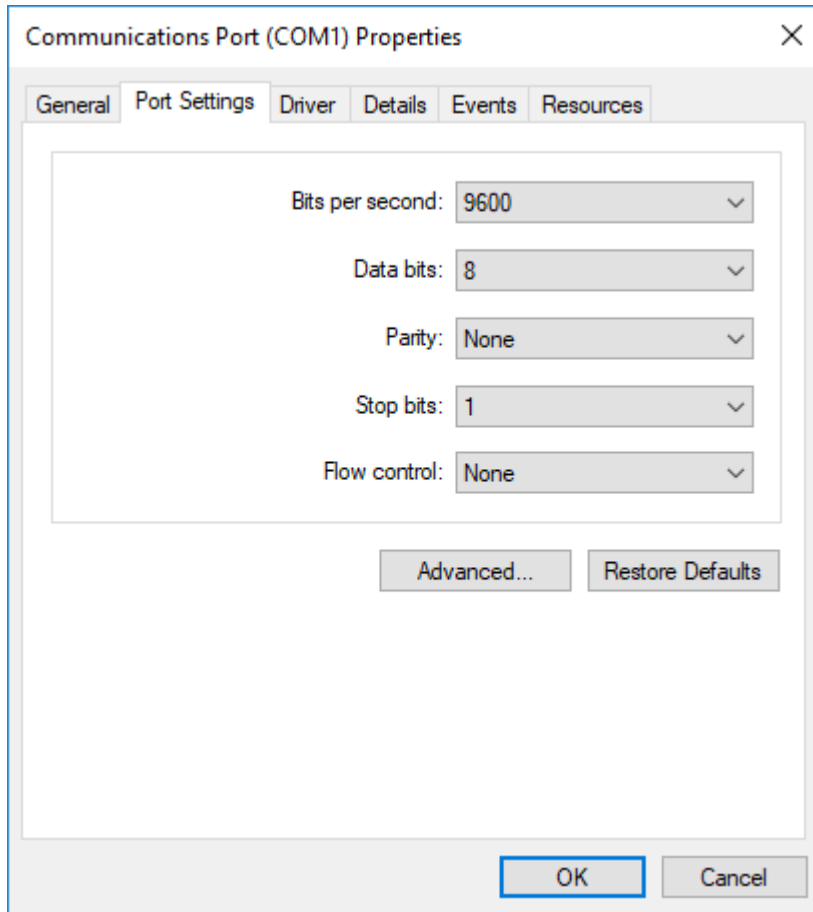 Communications Port (COM1) Properties
General Port Settings Driver Details Events Resources
Bits per second: 9600
Data bits: 8
Parity: None
Stop bits: 1
Flow control: None
Advanced... Restore Defaults
OK Cancel